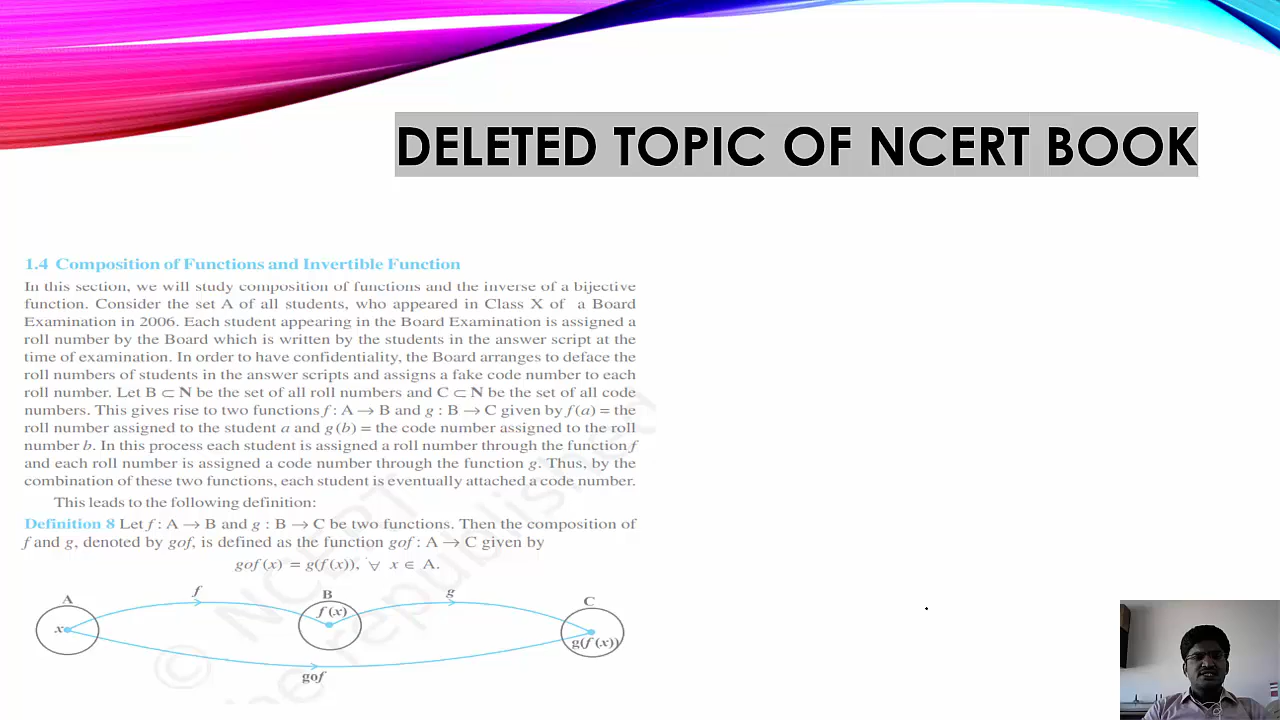 DELETED TOPIC OF NCERT BOOK
1.4 Composition of Functions and Invertible Function
In this section, we will study composition of functions and the inverse of a bijective
function. Consider the set A of all students, who appeared in Class X of a Board
Examination in 2006. Each student appearing in the Board Examination is assigned a
roll number by the Board which is written by the students in the answer script at the
time of examination. In order to have confidentiality, the Board arranges to deface the
roll numbers of students in the answer scripts and assigns a fake code number to each
roll number. Let B ⊂ N be the set of all roll numbers and C ⊂ N be the set of all code
numbers. This gives rise to two functions f : A → B and g : B → C given by f (a) = the
roll number assigned to the student a and g (b) = the code number assigned to the roll
number b. In this process each student is assigned a roll number through the function f
and each roll number is assigned a code number through the function g. Thus, by the
combination of these two functions, each student is eventually attached a code number.
This leads to the following definition:
Definition 8 Let f : A → B and g : B → C be two functions. Then the composition of
f and g, denoted by gof, is defined as the function gof : A → C given by
gof (x) = g(f (x)), ∀ x ∈ A.
A f B g C
x f (x) g(f (x))
gof
© NCERT
be republished